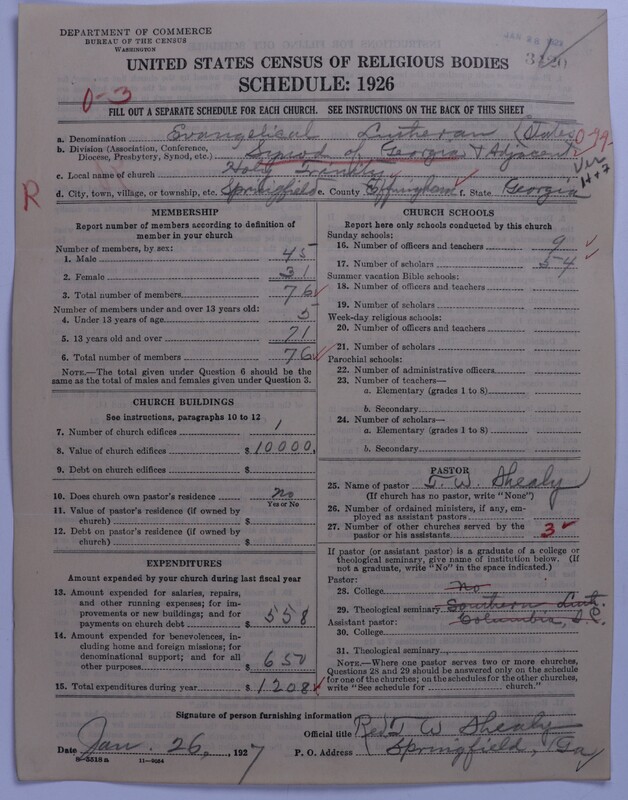 DEPARTMENT OF COMMERCE
BUREAU OF THE CENSUS
WASHINGTON
UNITED STATES CENSUS OF RELIGIOUS BODIES
SCHEDULE: 1926
0-3
FILL OUT A SEPARATE SCHEDULE FOR EACH CHURCH. SEE INSTRUCTIONS ON THE BACK OF THIS SHEET
a. Denomination Evangelical Lutheran (States
b. Division (Association, Conference, Diocese, Presbytery, Synod, etc.) Synod of Georgia & Adjacent
c. Local name of church Holy Trinity
R
d. City, town, village, or township, etc. Springfield e. County Effingham f. State Georgia
MEMBERSHIP
Report number of members according to definition of member in your church
Number of members, by sex:
1. Male 45
2. Female 31
3. Total number of members 76
Number of members under and over 13 years old:
4. Under 13 years of age 5
5. 13 years old and over 71
6. Total number of members 76
NOTE.—The total given under Question 6 should be same as the total of males and females given under Question 3.
CHURCH BUILDINGS
See instructions, paragraphs 10 to 12
7. Number of church edifices 1
8. Value of church edifices $ 10000
9. Debt on church edifices $
10. Does church own pastor's residence no
Yes or No
11. Value of pastor's residence (if owned by church) $
12. Debt on pastor's residence (if owned by church) $
EXPENDITURES
Amount expended by your church during last fiscal year
13. Amount expended for salaries, repairs, and other running expenses; for improvements or new buildings; and for payments on church debt $ 558
14. Amount expended for benevolences, including home and foreign missions; for denominational support; and for all other purposes $ 650
15. Total expenditures during year $ 1208
CHURCH SCHOOLS
Report here only schools conducted by this church
Sunday schools:
16. Number of officers and teachers 9
17. Number of scholars 54
Summer vacation Bible schools:
18. Number of officers and teachers
19. Number of scholars
Week-day religious schools:
20. Number of officers and teachers
21. Number of scholars
Parochial schools:
22. Number of administrative officers
23. Number of teachers—
a. Elementary (grades 1 to 8)
b. Secondary
24. Number of scholars—
a. Elementary (grades 1 to 8)
b. Secondary
PASTOR
25. Name of pastor T. W. Shealy
(If church has no pastor, write "None")
26. Number of ordained ministers, if any, employed as assistant pastors
27. Number of other churches served by the pastor or his assistants 3
If pastor (or assistant pastor) is a graduate of a college or theological seminary, give name of institution below. (If not a graduate, write "No" in the space indicated.)
Pastor:
28. College no
29. Theological seminary Southern Luth.
Assistant pastor: Columbia, S.C.
30. College
31. Theological seminary
NOTE.—Where one pastor serves two or more churches, Questions 28 and 29 should be answered only on the schedule for one of the churches; on the schedules for the other churches, write "See schedule for church."
Signature of person furnishing information
Official title Rev. T W Shealy
Date Jan. 26, 1927
P. O. Address Springfield, Ga
8-5318a 11-9054